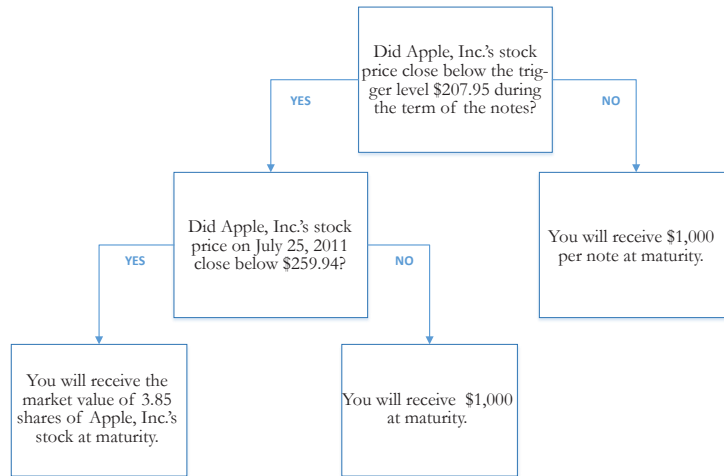 Did Apple, Inc.'s stock
price close below the trig-
ger level $207.95 during
the term of the notes?
YES
NO
Did Apple, Inc.'s stock
price on July 25, 2011
close below $259.94?
You will receive $1,000
per note at maturity.
YES
NO
You will receive the
market value of 3.85
shares of Apple, Inc.'s
stock at maturity.
You will receive $1,000
at maturity.